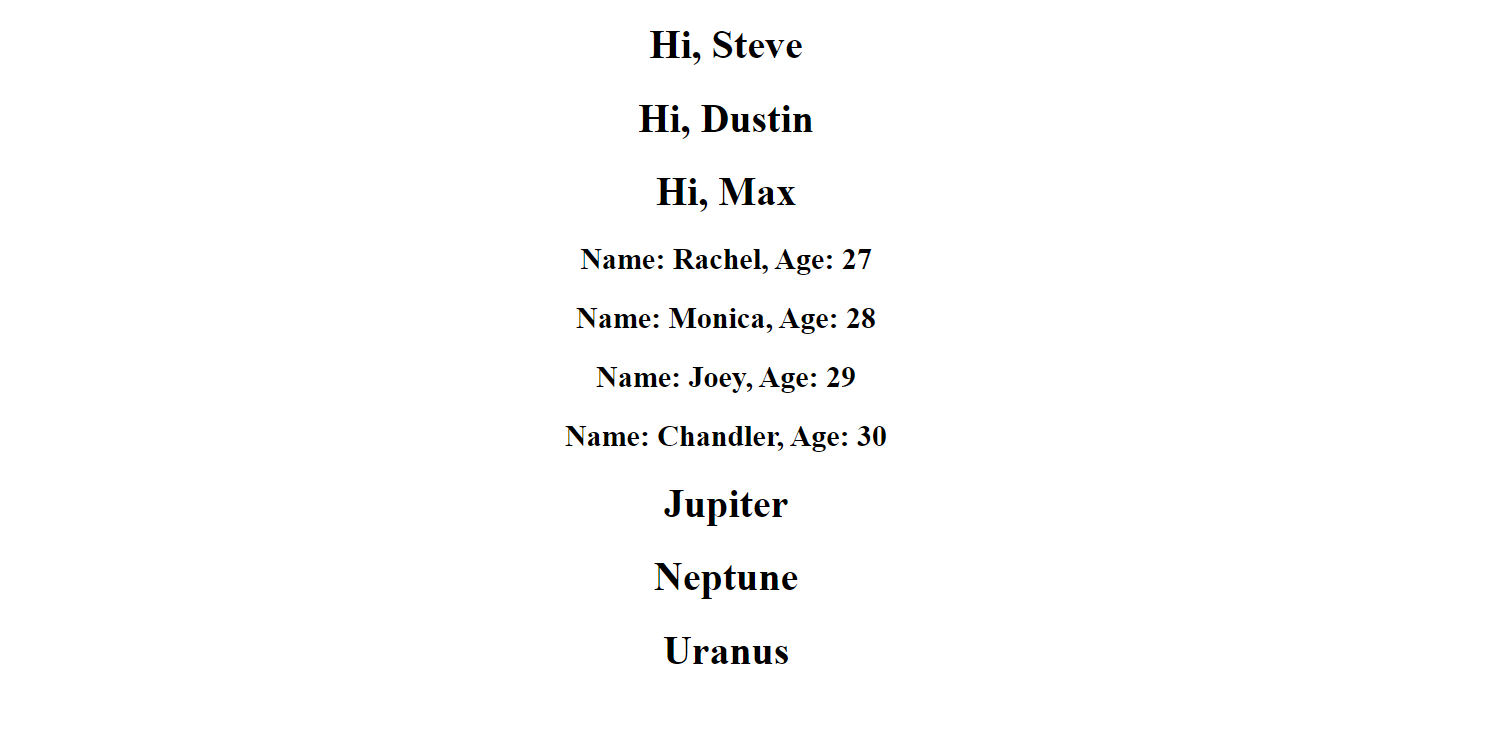 Hi, Steve
Hi, Dustin
Hi, Max
Name: Rachel, Age: 27
Name: Monica, Age: 28
Name: Joey, Age: 29
Name: Chandler, Age: 30
Jupiter
Neptune
Uranus